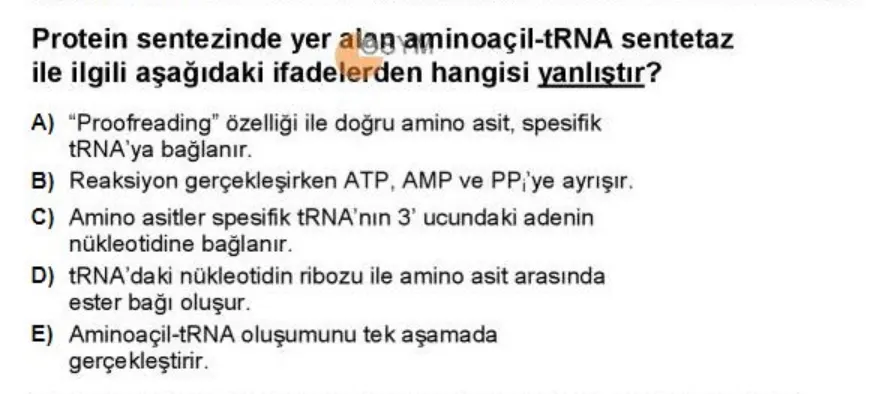 Protein sentezinde yer alan aminoaçil-tRNA sentetaz
ile ilgili aşağıdaki ifadelerden hangisi yanlıştır?
A) “Proofreading” özelliği ile doğru amino asit, spesifik
tRNA’ya bağlanır.
B) Reaksiyon gerçekleşirken ATP, AMP ve PPi’ye ayrışır.
C) Amino asitler spesifik tRNA’nın 3’ ucundaki adenin
nükleotidine bağlanır.
D) tRNA’daki nükleotidin ribozu ile amino asit arasında
ester bağı oluşur.
E) Aminoaçil-tRNA oluşumunu tek aşamada
gerçekleştirir.